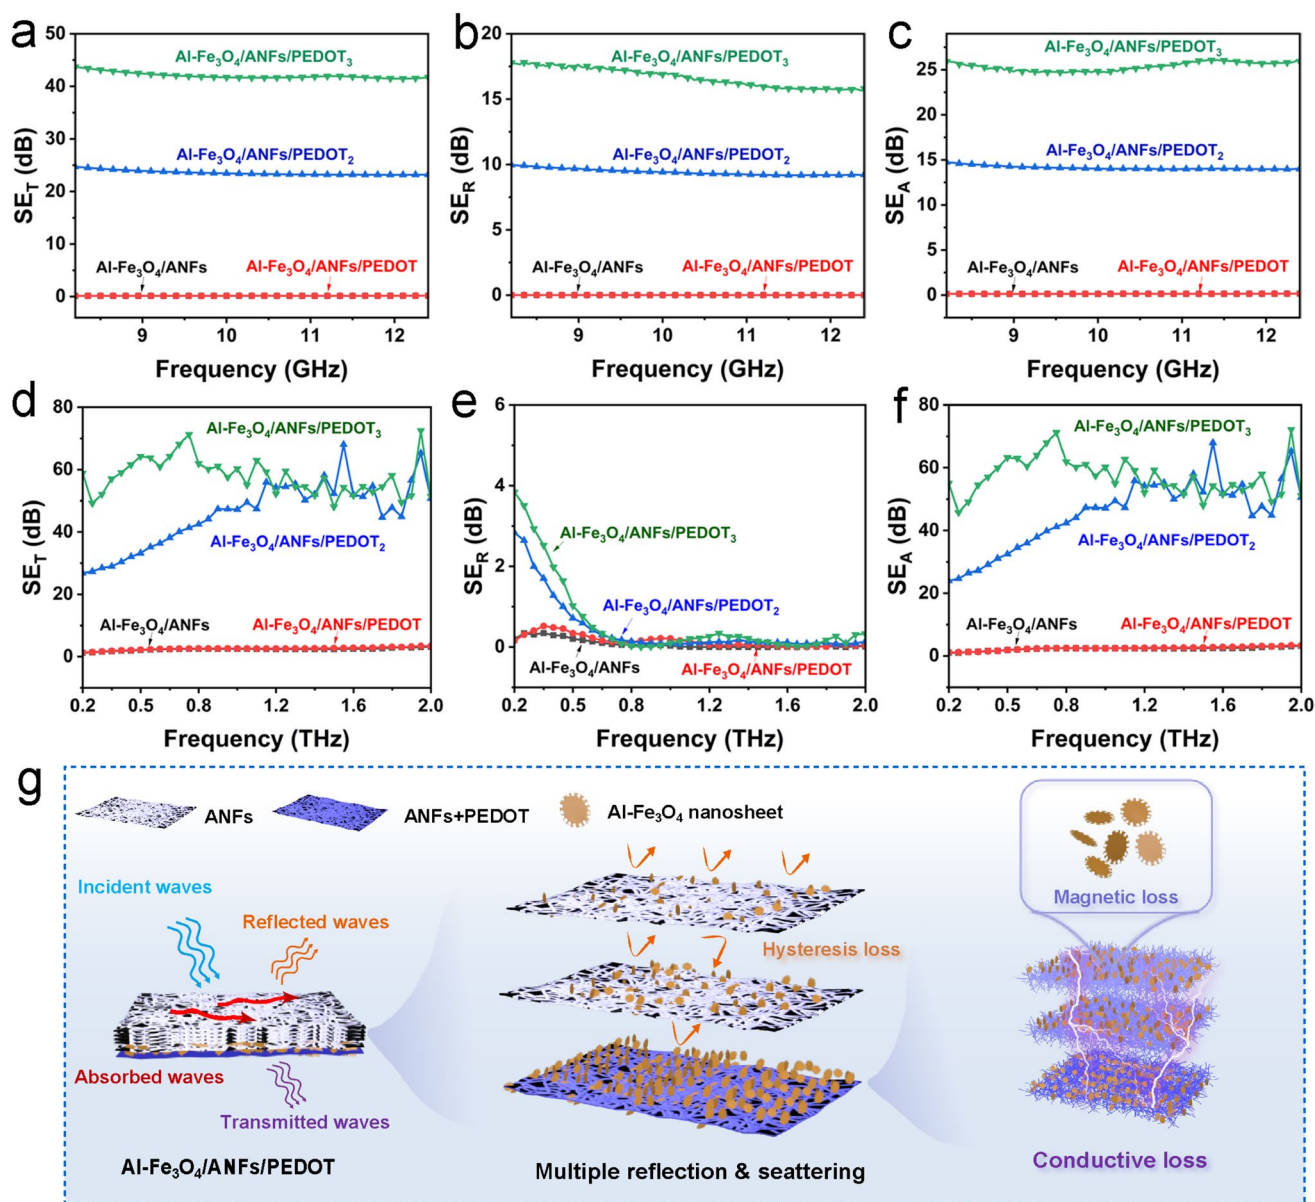 a
50
40
30
20
10
0
SE_T (dB)
Al-Fe₃O₄/ANFs/PEDOT₃
Al-Fe₃O₄/ANFs/PEDOT₂
Al-Fe₃O₄/ANFs
Al-Fe₃O₄/ANFs/PEDOT
9 10 11 12
Frequency (GHz)
b
20
15
10
5
0
SE_R (dB)
Al-Fe₃O₄/ANFs/PEDOT₃
Al-Fe₃O₄/ANFs/PEDOT₂
Al-Fe₃O₄/ANFs
Al-Fe₃O₄/ANFs/PEDOT
9 10 11 12
Frequency (GHz)
c
25
20
15
10
5
0
SE_A (dB)
Al-Fe₃O₄/ANFs/PEDOT₃
Al-Fe₃O₄/ANFs/PEDOT₂
Al-Fe₃O₄/ANFs
Al-Fe₃O₄/ANFs/PEDOT
9 10 11 12
Frequency (GHz)
d
80
60
40
20
0
SE_T (dB)
Al-Fe₃O₄/ANFs/PEDOT₃
Al-Fe₃O₄/ANFs/PEDOT₂
Al-Fe₃O₄/ANFs
Al-Fe₃O₄/ANFs/PEDOT
0.2 0.5 0.8 1.2 1.6 2.0
Frequency (THz)
e
6
4
2
0
SE_R (dB)
Al-Fe₃O₄/ANFs/PEDOT₃
Al-Fe₃O₄/ANFs/PEDOT₂
Al-Fe₃O₄/ANFs
Al-Fe₃O₄/ANFs/PEDOT
0.2 0.5 0.8 1.2 1.6 2.0
Frequency (THz)
f
80
60
40
20
0
SE_A (dB)
Al-Fe₃O₄/ANFs/PEDOT₃
Al-Fe₃O₄/ANFs/PEDOT₂
Al-Fe₃O₄/ANFs
Al-Fe₃O₄/ANFs/PEDOT
0.2 0.5 0.8 1.2 1.6 2.0
Frequency (THz)
g
ANFs
ANFs+PEDOT
Al-Fe₃O₄ nanosheet
Incident waves
Reflected waves
Absorbed waves
Transmitted waves
Al-Fe₃O₄/ANFs/PEDOT
Hysteresis loss
Multiple reflection & seattering
Magnetic loss
Conductive loss